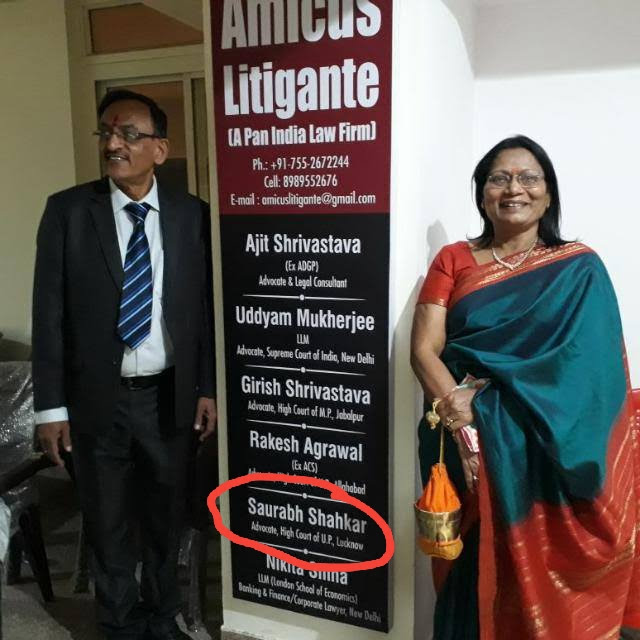 Amicus
Litigante
(A Pan India Law Firm)
Ph.: +91-755-2672244
Cell: 8989552676
E-mail : amicuslitigante@gmail.com
Ajit Shrivastava
(Ex ADGP)
Advocate & Legal Consultant
Uddyam Mukherjee
LLM
Advocate, Supreme Court of India, New Delhi
Girish Shrivastava
Advocate, High Court of M.P., Jabalpur
Rakesh Agrawal
(Ex ACS)
Allahabad
Saurabh Shahkar
Advocate, High Court of U.P., Lucknow
Nikita
LLM (London School of Economics)
Banking & Finance/Corporate Lawyer, New Delhi